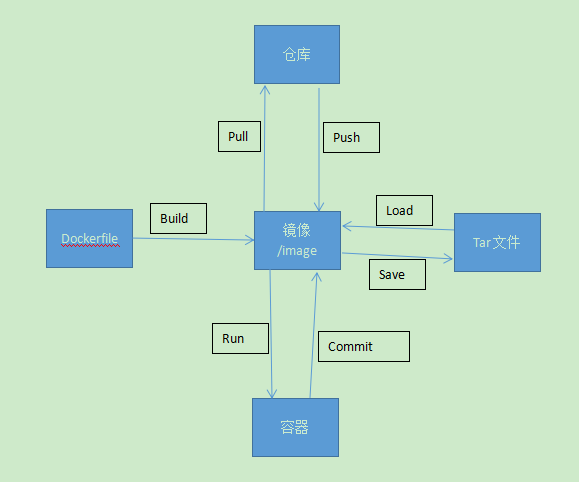 仓库
Pull
Push
Build
Load
Dockerfile
镜像
/image
Tar文件
Save
Run
Commit
容器